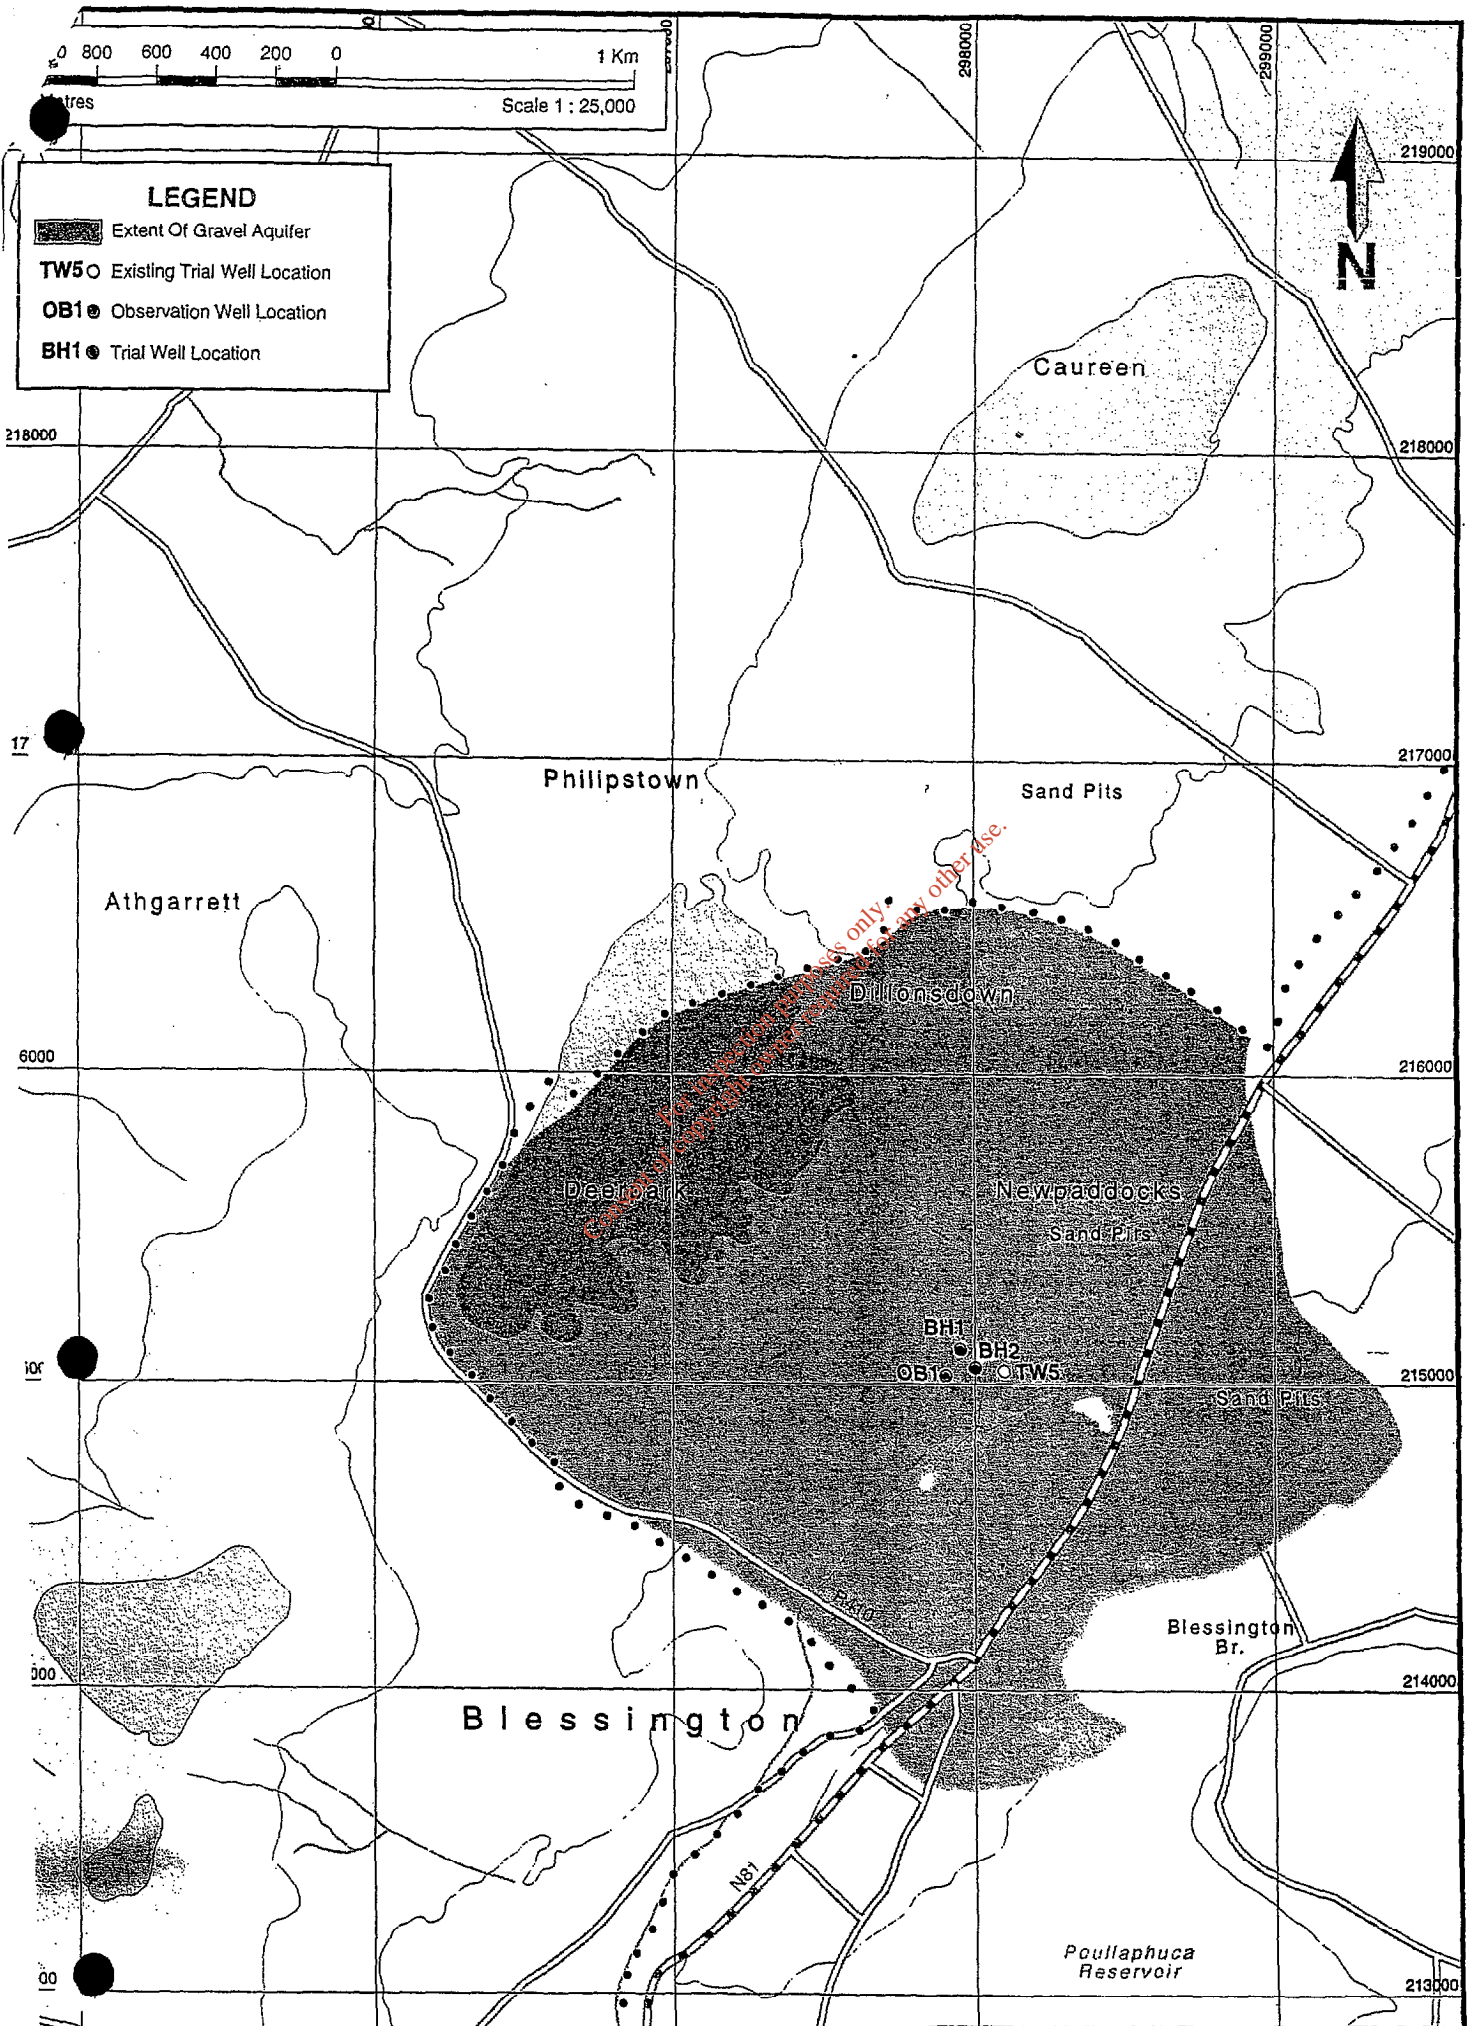 0 800 600 400 200 0 1 Km
Metres Scale 1 : 25,000
298000
299000
219000
N
LEGEND
Extent Of Gravel Aquifer
TW5 Existing Trial Well Location
OB1 Observation Well Location
BH1 Trial Well Location
Caureen
218000
218000
17
217000
Philipstown
Sand Pits
Athgarrett
For inspection purposes only.
Consent of copyright owner required for any other use.
Dillonsdown
6000
216000
Deerpark
Newpaddocks
Sand Pits
BH1
BH2
OB1
TW5
215000
Sand Pits
Blessington
Br.
000
214000
Blessington
N81
Poullaphuca
Reservoir
00
213000